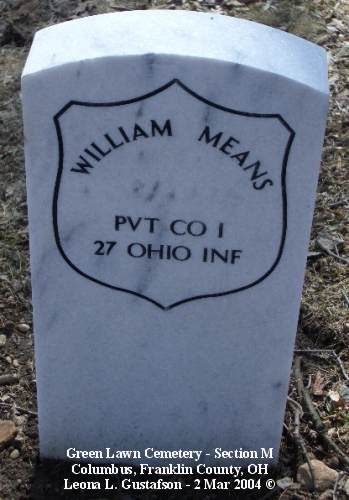 WILLIAM MEANS
PVT CO I
27 OHIO INF
Green Lawn Cemetery - Section M
Columbus, Franklin County, OH
Leona L. Gustafson - 2 Mar 2004 ©